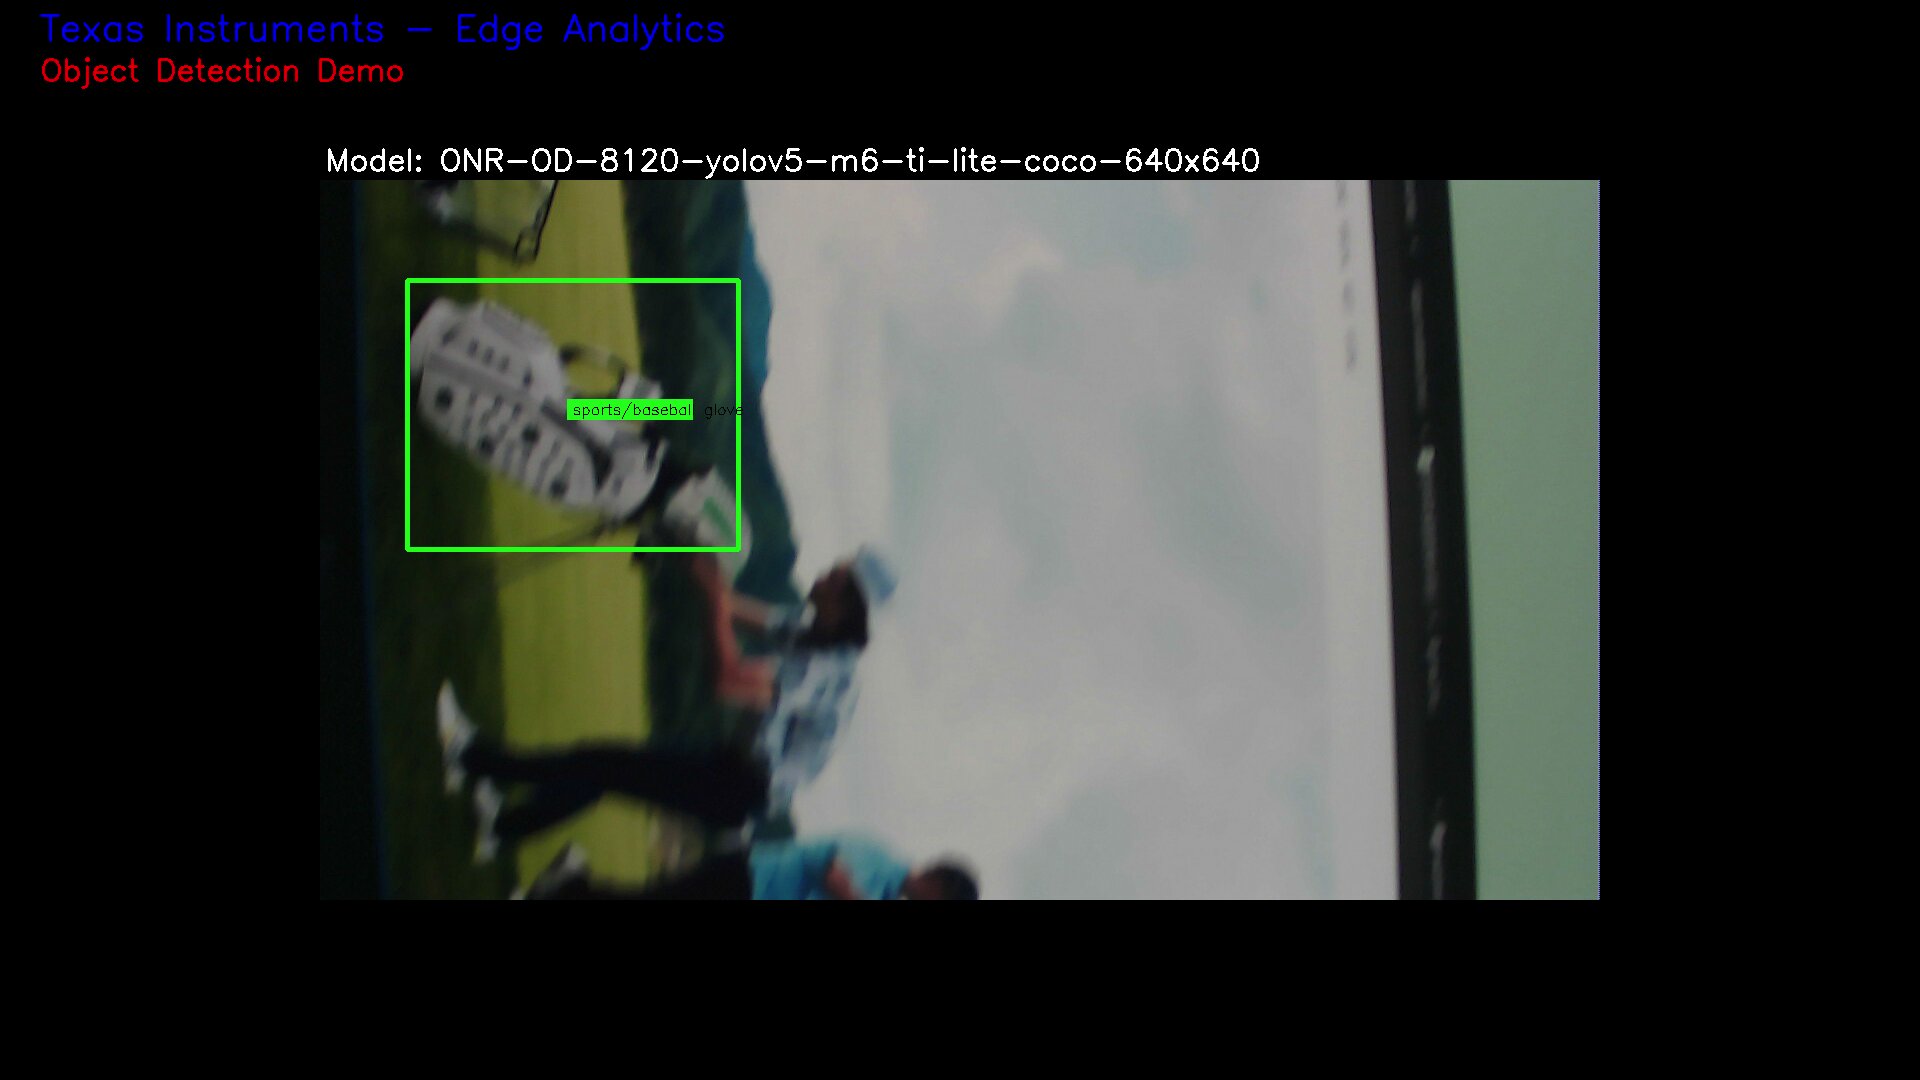 Texas Instruments — Edge Analytics
Object Detection Demo
Model: ONR-OD-8120-yolov5-m6-ti-lite-coco-640x640
sports/basebal glove